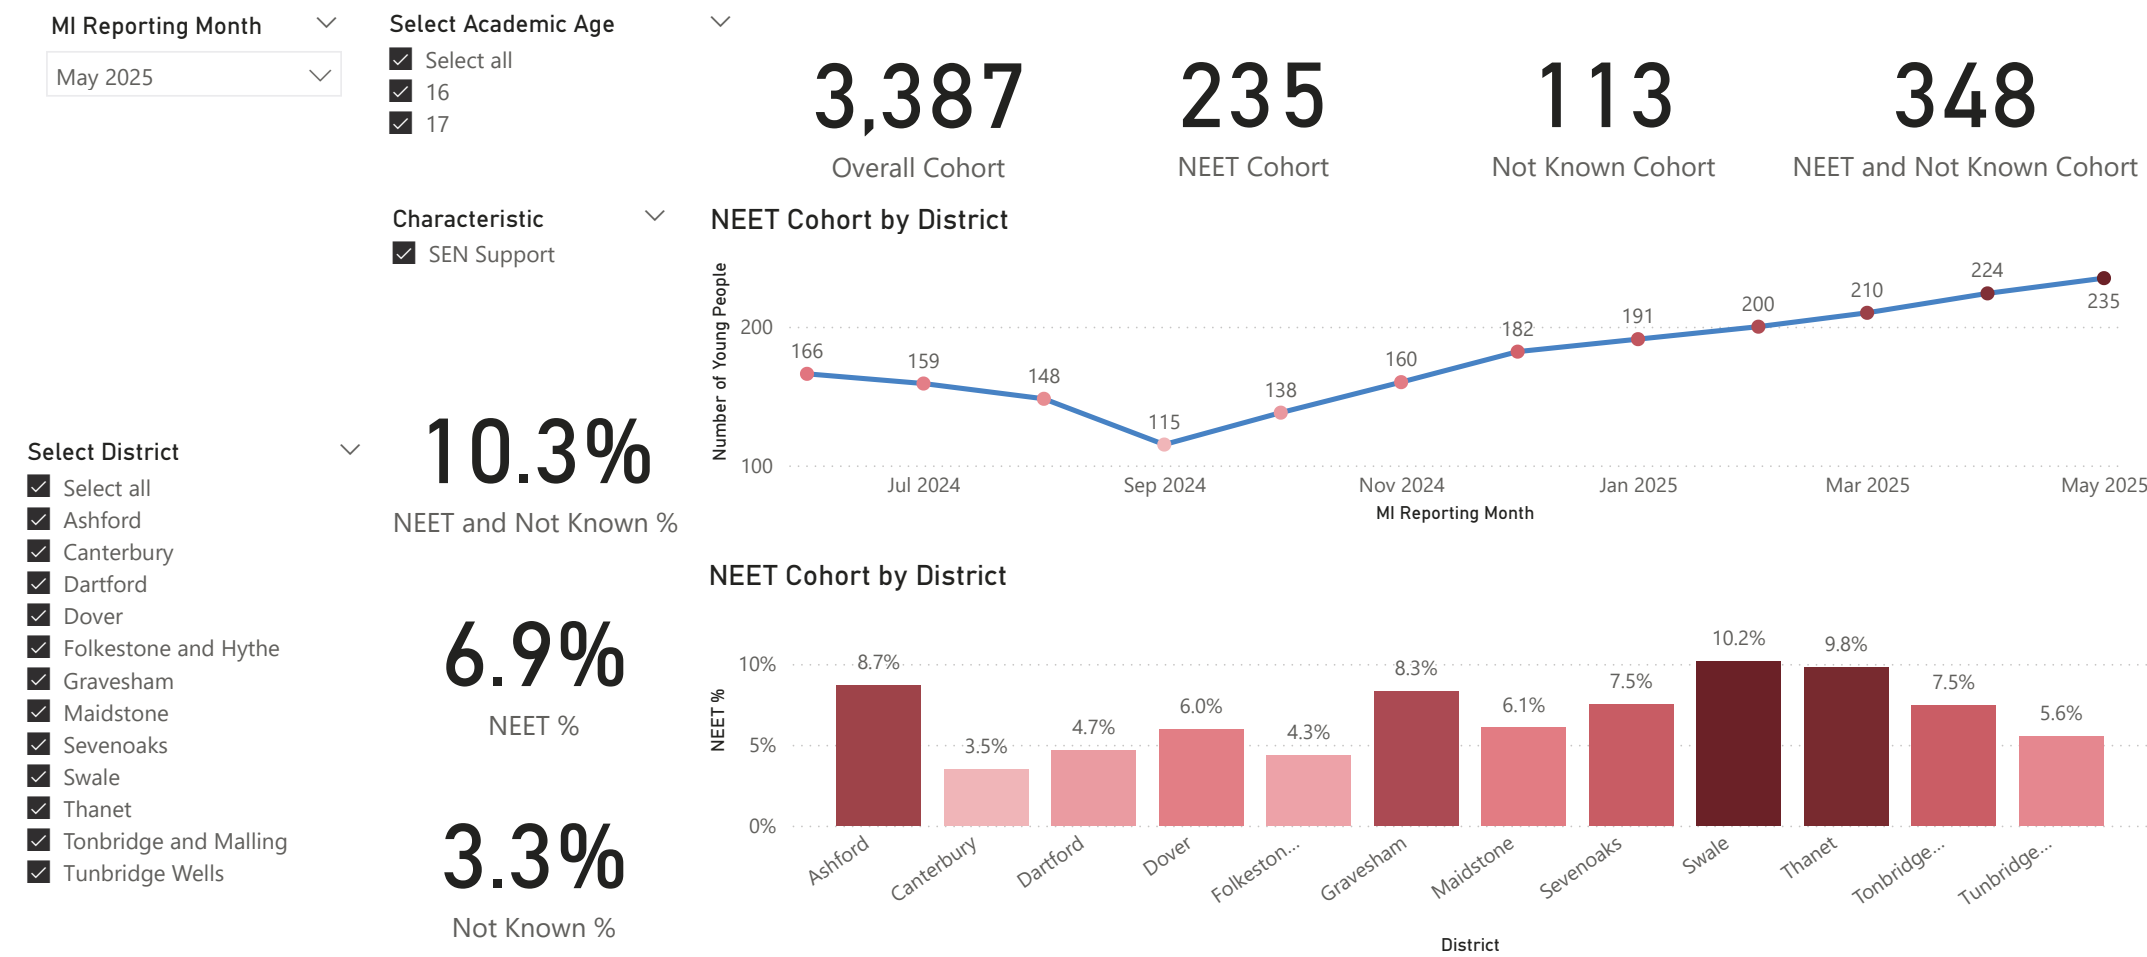 MI Reporting Month
May 2025
Select Academic Age
Select all
16
17
3,387
Overall Cohort
235
NEET Cohort
113
Not Known Cohort
348
NEET and Not Known Cohort
Characteristic
SEN Support
Select District
Select all
Ashford
Canterbury
Dartford
Dover
Folkestone and Hythe
Gravesham
Maidstone
Sevenoaks
Swale
Thanet
Tonbridge and Malling
Tunbridge Wells
10.3%
NEET and Not Known %
6.9%
NEET %
3.3%
Not Known %
NEET Cohort by District
Number of Young People
200
100
166
159
148
115
138
160
182
191
200
210
224
235
Jul 2024
Sep 2024
Nov 2024
Jan 2025
Mar 2025
May 2025
MI Reporting Month
NEET Cohort by District
NEET %
10%
5%
0%
8.7%
3.5%
4.7%
6.0%
4.3%
8.3%
6.1%
7.5%
10.2%
9.8%
7.5%
5.6%
Ashford
Canterbury
Dartford
Dover
Folkeston...
Gravesham
Maidstone
Sevenoaks
Swale
Thanet
Tonbridge...
Tunbridge...
District